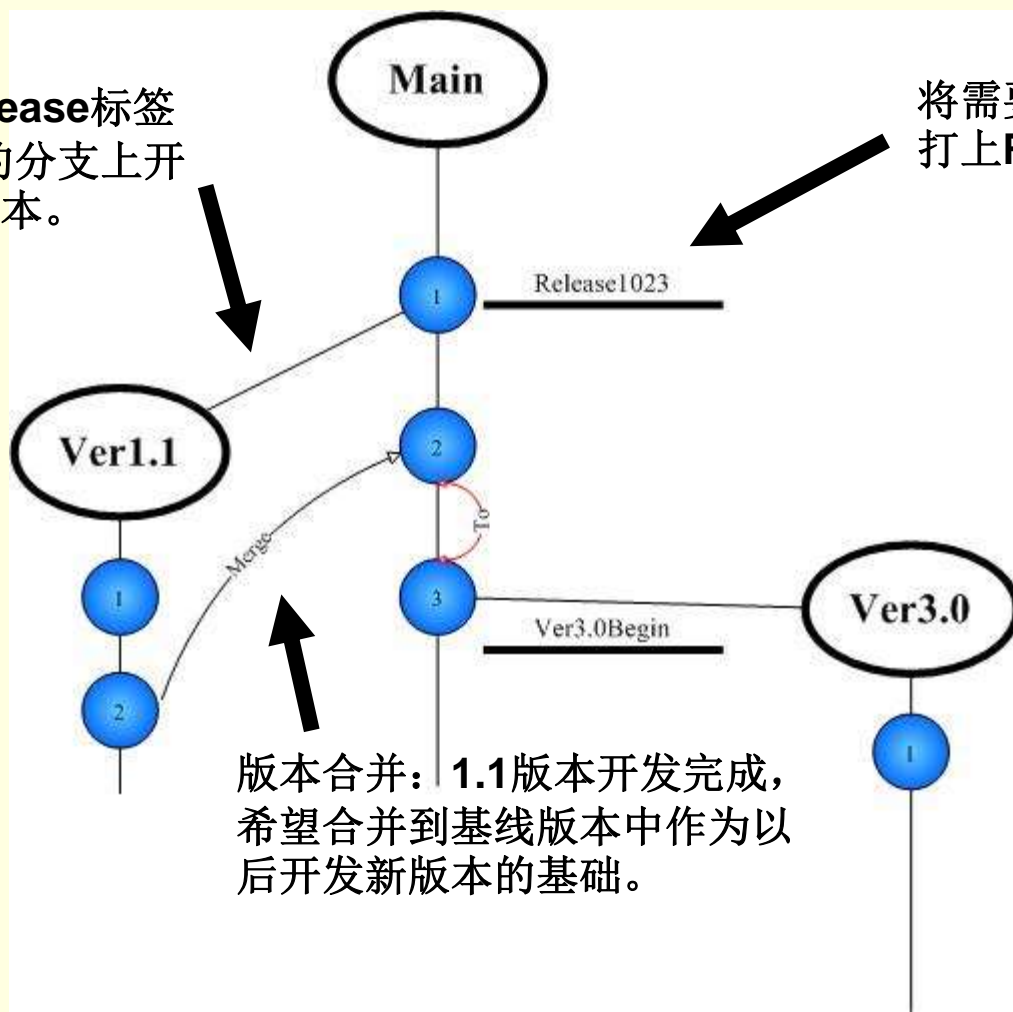 Main
ease标签
的分支上开
本。
将需要
打上
Release1023
1
Ver1.1
2
Merge
To
1
3
Ver3.0
Ver3.0Begin
2
1
版本合并：1.1版本开发完成，
希望合并到基线版本中作为以
后开发新版本的基础。